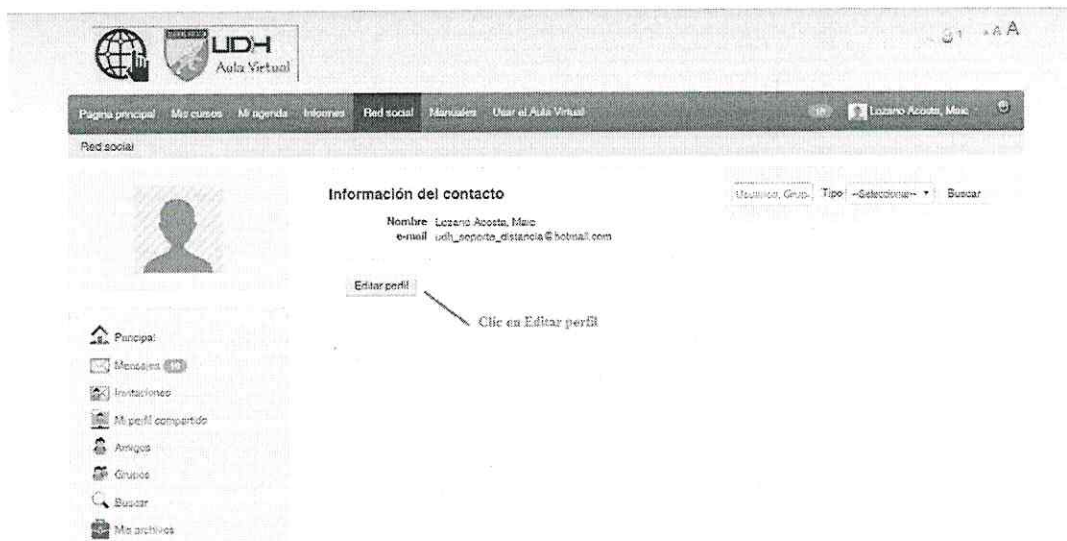 UDH
Aula Virtual
A A
Página principal Mis cursos Mi agenda Informes Red social Manuales Usar el Aula Virtual Lozano Acosta, Maic
Red social
Información del contacto
Usuarios, Grup. Tipo --Seleccionar-- Buscar
Nombre Lozano Acosta, Maic
e-mail udh_soporte_distancia@hotmail.com
Editar perfil
Clic en Editar perfil
Principal
Mensajes
Invitaciones
Mi perfil compartido
Amigos
Grupos
Buscar
Mis archivos